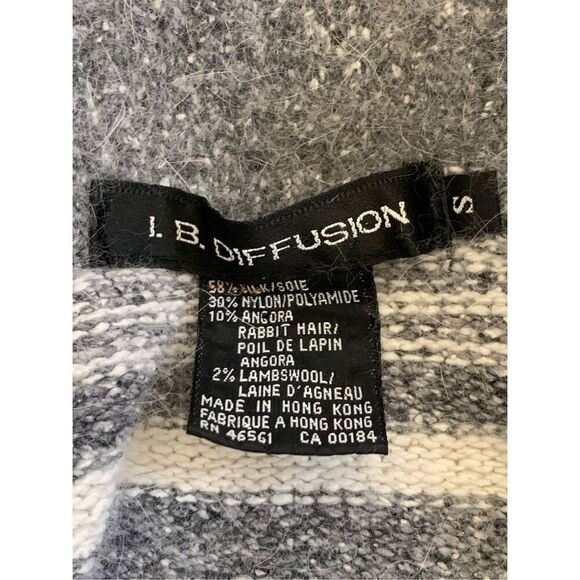 I. B. DIFFUSION
S
58% SILK/SOIE
30% NYLON/POLYAMIDE
10% ANGORA
RABBIT HAIR/
POIL DE LAPIN
ANGORA
2% LAMBSWOOL/
LAINE D'AGNEAU
MADE IN HONG KONG
FABRIQUE A HONG KONG
RN 46561 CA 00184